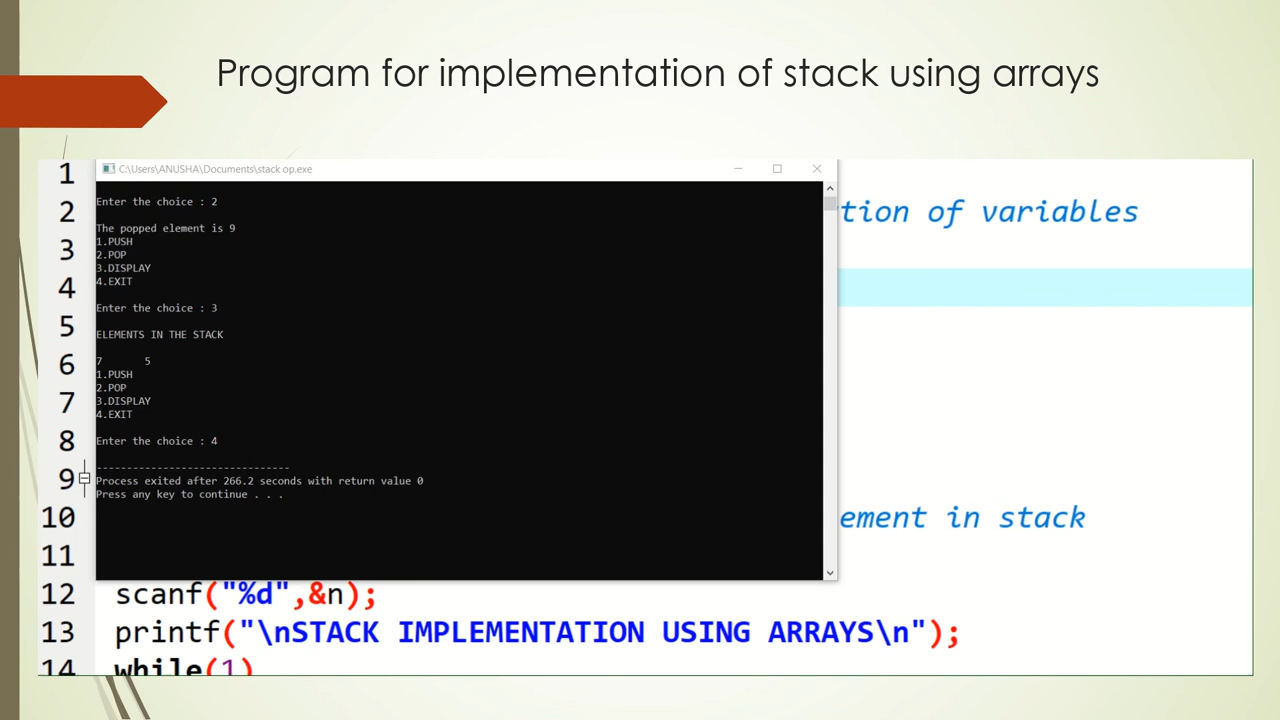 Program for implementation of stack using arrays
C:\Users\ANUSHA\Documents\stack op.exe
Enter the choice : 2
The popped element is 9
1.PUSH
2.POP
3.DISPLAY
4.EXIT
Enter the choice : 3
ELEMENTS IN THE STACK
7 5
1.PUSH
2.POP
3.DISPLAY
4.EXIT
Enter the choice : 4
--------------------------------
Process exited after 266.2 seconds with return value 0
Press any key to continue . . .
1
2 tion of variables
3
4
5
6
7
8
9
10 ement in stack
11
12 scanf("%d",&n);
13 printf("\nSTACK IMPLEMENTATION USING ARRAYS\n");
14 while(1)